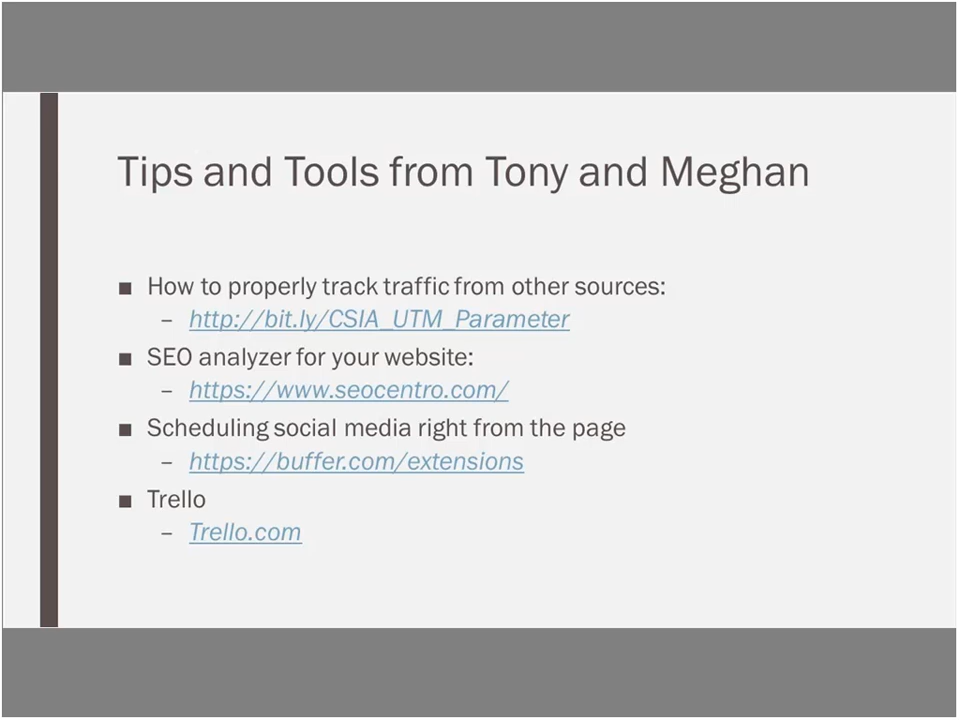 Tips and Tools from Tony and Meghan
■ How to properly track traffic from other sources:
– http://bit.ly/CSIA_UTM_Parameter
■ SEO analyzer for your website:
– https://www.seocentro.com/
■ Scheduling social media right from the page
– https://buffer.com/extensions
■ Trello
– Trello.com